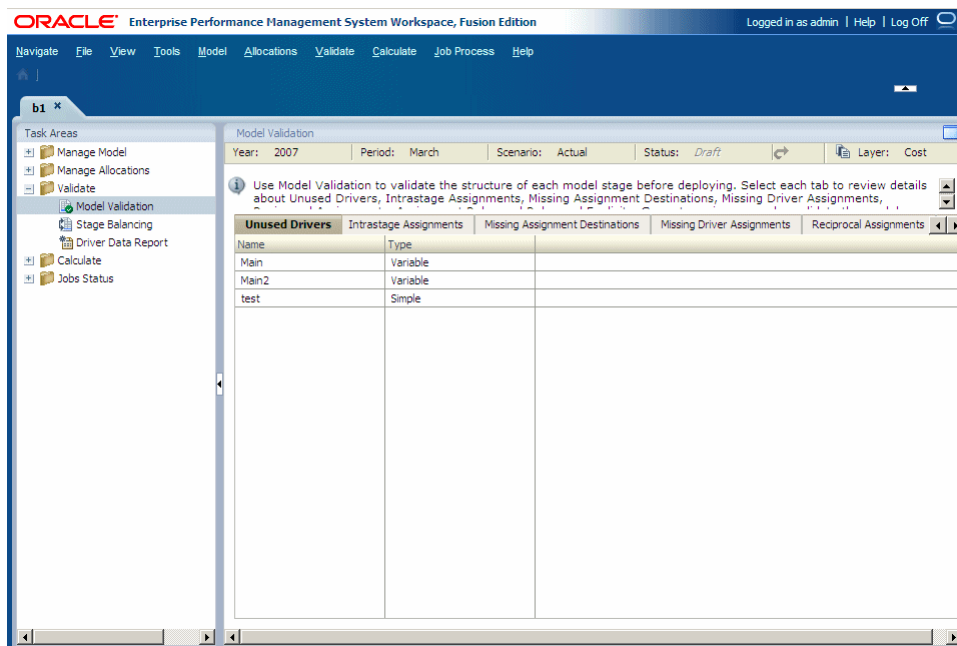 ORACLE® Enterprise Performance Management System Workspace, Fusion Edition
Logged in as admin | Help | Log Off
Navigate File View Tools Model Allocations Validate Calculate Job Process Help
b1
Task Areas
Manage Model
Manage Allocations
Validate
Model Validation
Stage Balancing
Driver Data Report
Calculate
Jobs Status
Model Validation
Year: 2007 Period: March Scenario: Actual Status: Draft Layer: Cost
Use Model Validation to validate the structure of each model stage before deploying. Select each tab to review details
about Unused Drivers, Intrastage Assignments, Missing Assignment Destinations, Missing Driver Assignments,
Unused Drivers Intrastage Assignments Missing Assignment Destinations Missing Driver Assignments Reciprocal Assignments
Name Type
Main Variable
Main2 Variable
test Simple